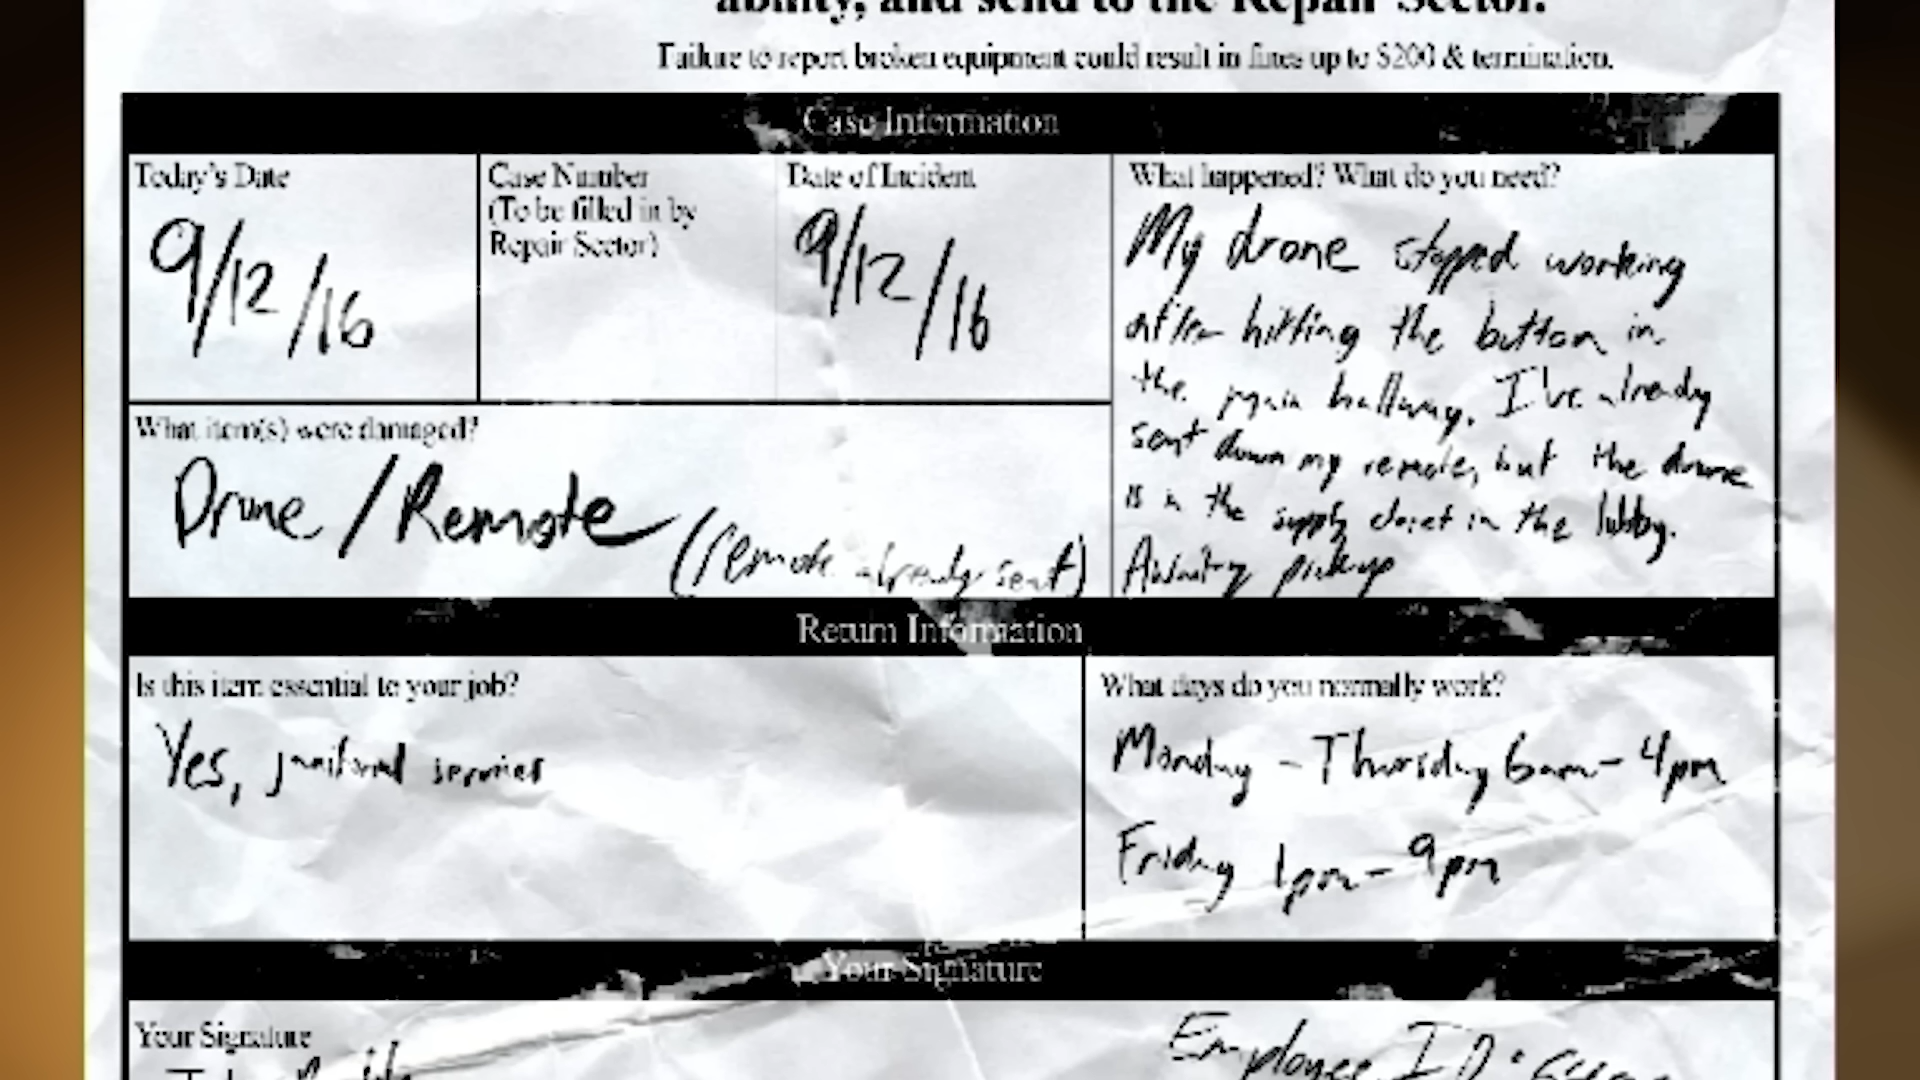 ability, and send to the Repair Sector.
Failure to report broken equipment could result in fines up to $200 & termination.
Case Information
Today's Date
9/12/16
Case Number
(To be filled in by
Repair Sector)
Date of Incident
9/12/16
What happened? What do you need?
My drone stopped working
after hitting the button in
the main hallway. I've already
sent down my remote, but the drone
is in the supply closet in the lobby.
Awaiting pickup
What item(s) were damaged?
Drone / Remote
(remote already sent)
Return Information
Is this item essential to your job?
Yes, janitorial services
What days do you normally work?
Monday - Thursday 6am - 4pm
Friday 1pm - 9pm
Your Signature
Your Signature
Employee ID: